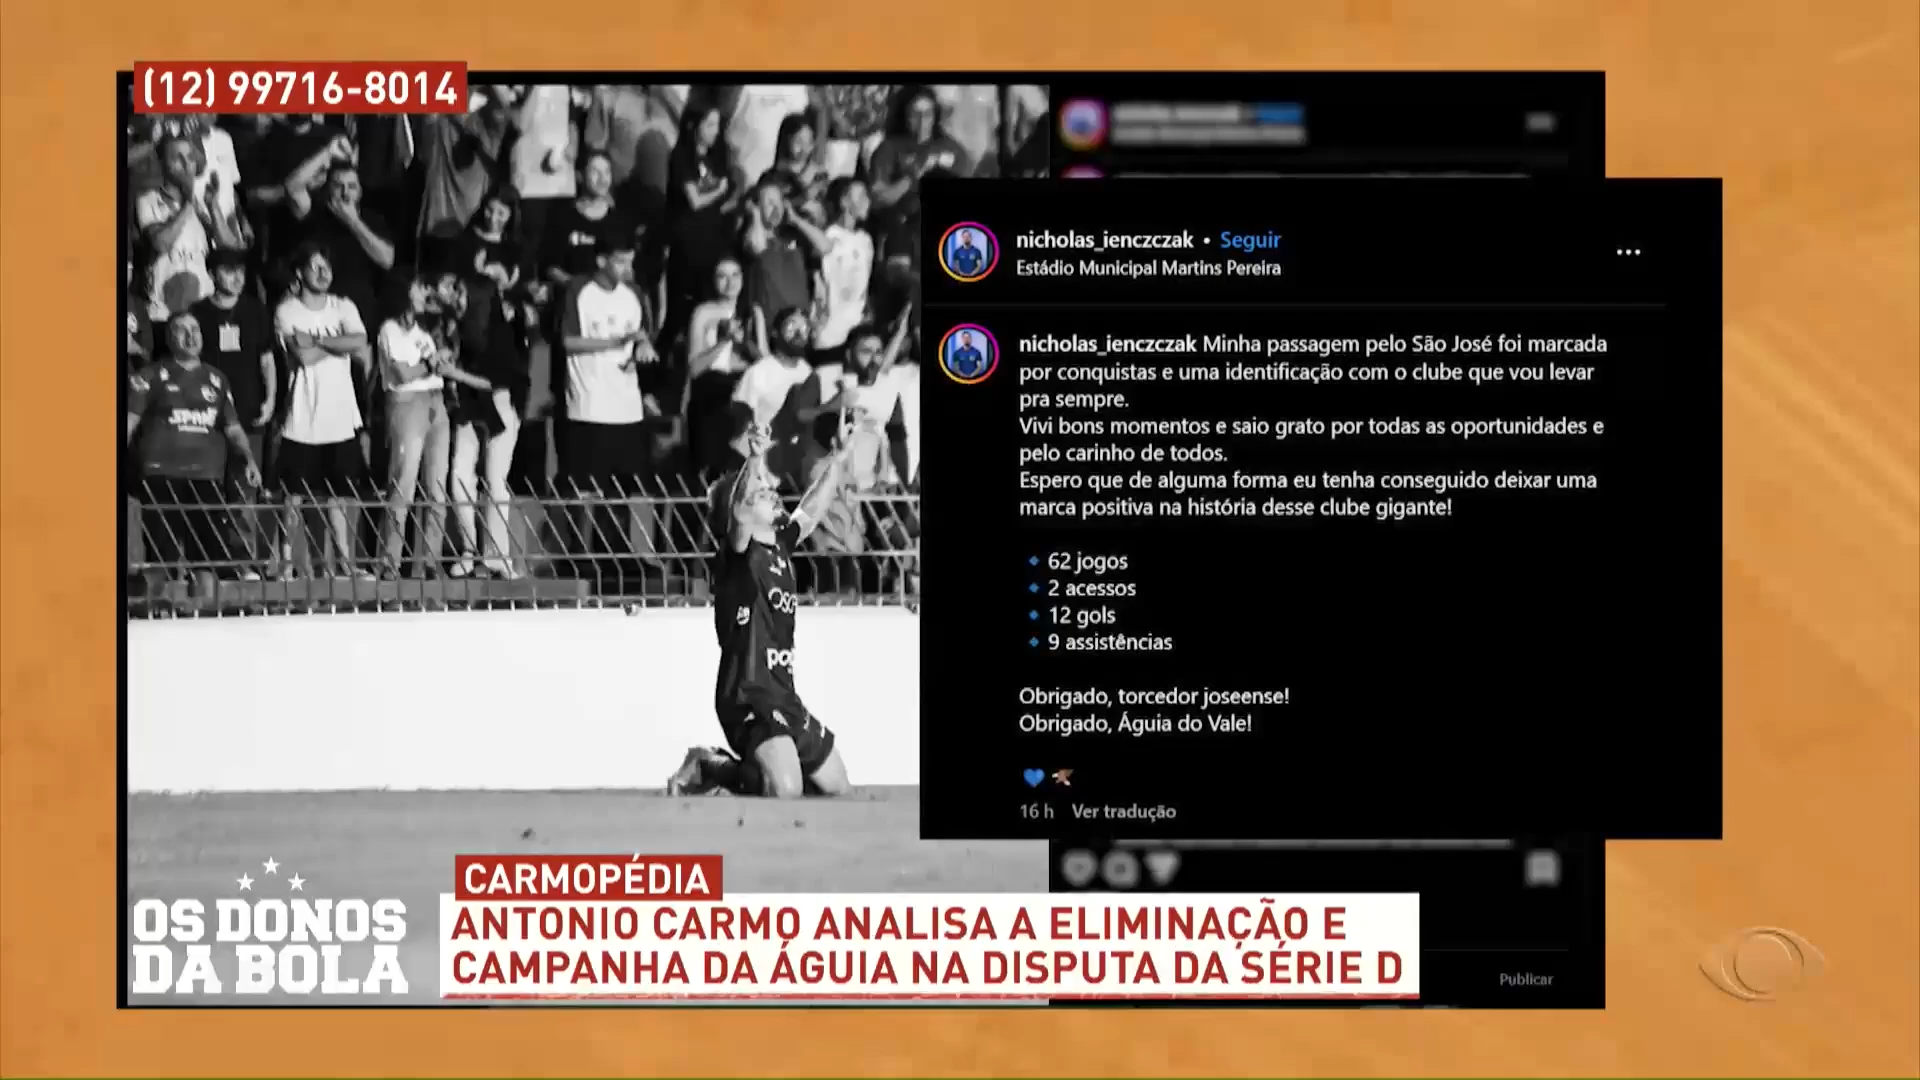 (12) 99716-8014
nicholas_ienczczak • Seguir
Estádio Municipal Martins Pereira
nicholas_ienczczak Minha passagem pelo São José foi marcada
por conquistas e uma identificação com o clube que vou levar
pra sempre.
Vivi bons momentos e saio grato por todas as oportunidades e
pelo carinho de todos.
Espero que de alguma forma eu tenha conseguido deixar uma
marca positiva na história desse clube gigante!
62 jogos
2 acessos
12 gols
9 assistências
Obrigado, torcedor joseense!
Obrigado, Águia do Vale!
16 h Ver tradução
Publicar
CARMOPÉDIA
ANTONIO CARMO ANALISA A ELIMINAÇÃO E
CAMPANHA DA ÁGUIA NA DISPUTA DA SÉRIE D
OS DONOS
DA BOLA